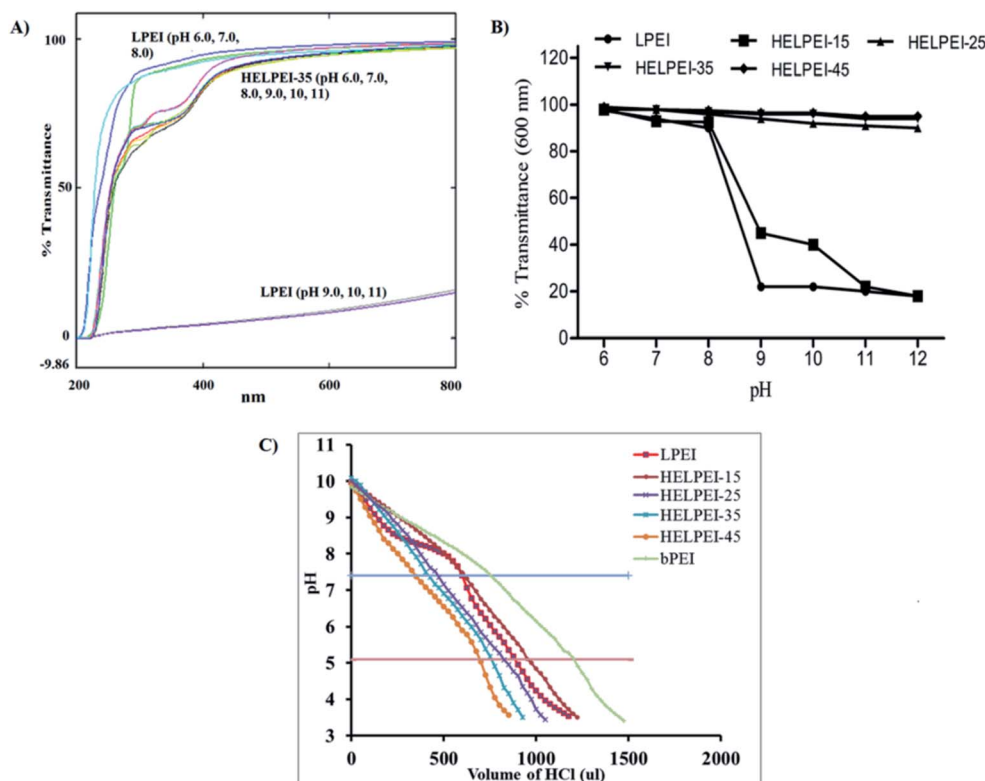 A)
LPEI (pH 6.0, 7.0,
8.0)
HELPEI-35 (pH 6.0, 7.0,
8.0, 9.0, 10, 11)
LPEI (pH 9.0, 10, 11)
% Transmittance
100
50
0
-9.86
200
400
600
800
nm
B)
LPEI
HELPEI-15
HELPEI-25
HELPEI-35
HELPEI-45
% Transmittance (600 nm)
120
100
80
60
40
20
0
6 7 8 9 10 11 12
pH
C)
pH
11
10
9
8
7
6
5
4
3
LPEI
HELPEI-15
HELPEI-25
HELPEI-35
HELPEI-45
bPEI
0 500 1000 1500 2000
Volume of HCl (ul)